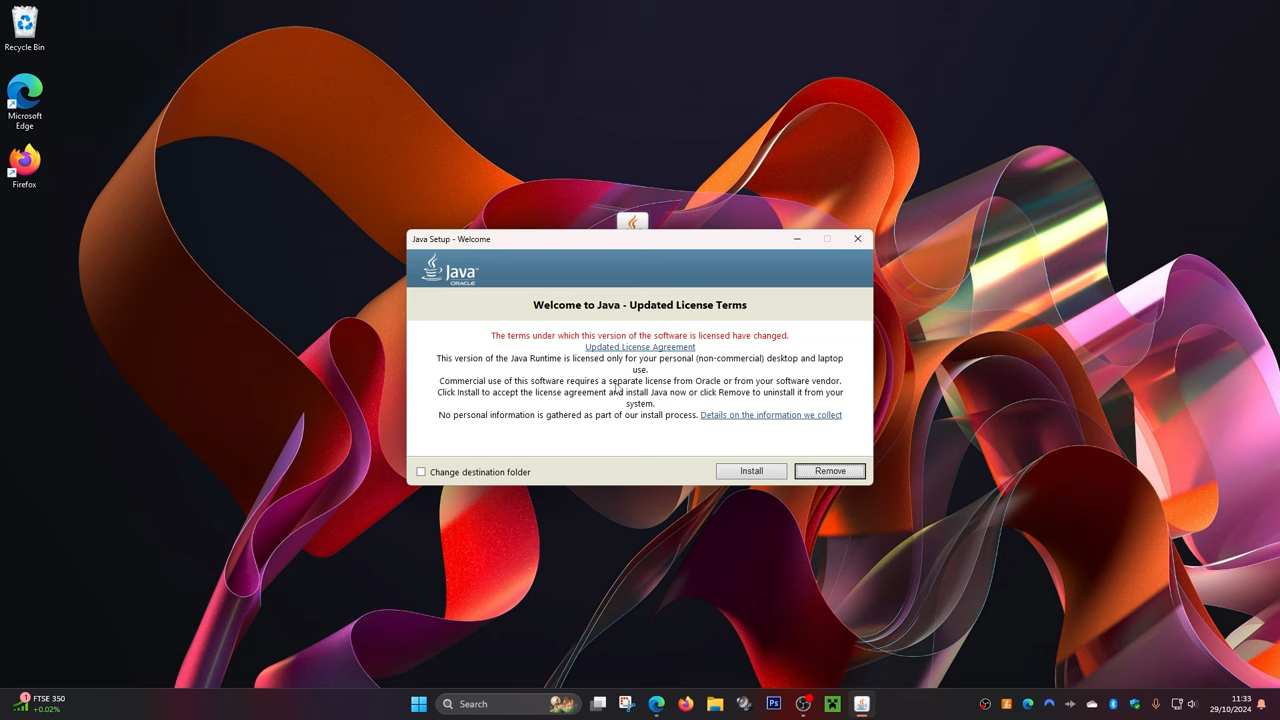 Recycle Bin
Microsoft
Edge
Firefox
Java Setup - Welcome
Java
ORACLE
Welcome to Java - Updated License Terms
The terms under which this version of the software is licensed have changed.
Updated License Agreement
This version of the Java Runtime is licensed only for your personal (non-commercial) desktop and laptop
use.
Commercial use of this software requires a separate license from Oracle or from your software vendor.
Click Install to accept the license agreement and install Java now or click Remove to uninstall it from your
system.
No personal information is gathered as part of our install process. Details on the information we collect
Change destination folder
Install
Remove
1
FTSE 350
+0.02%
Search
Ps
11:33
29/10/2024